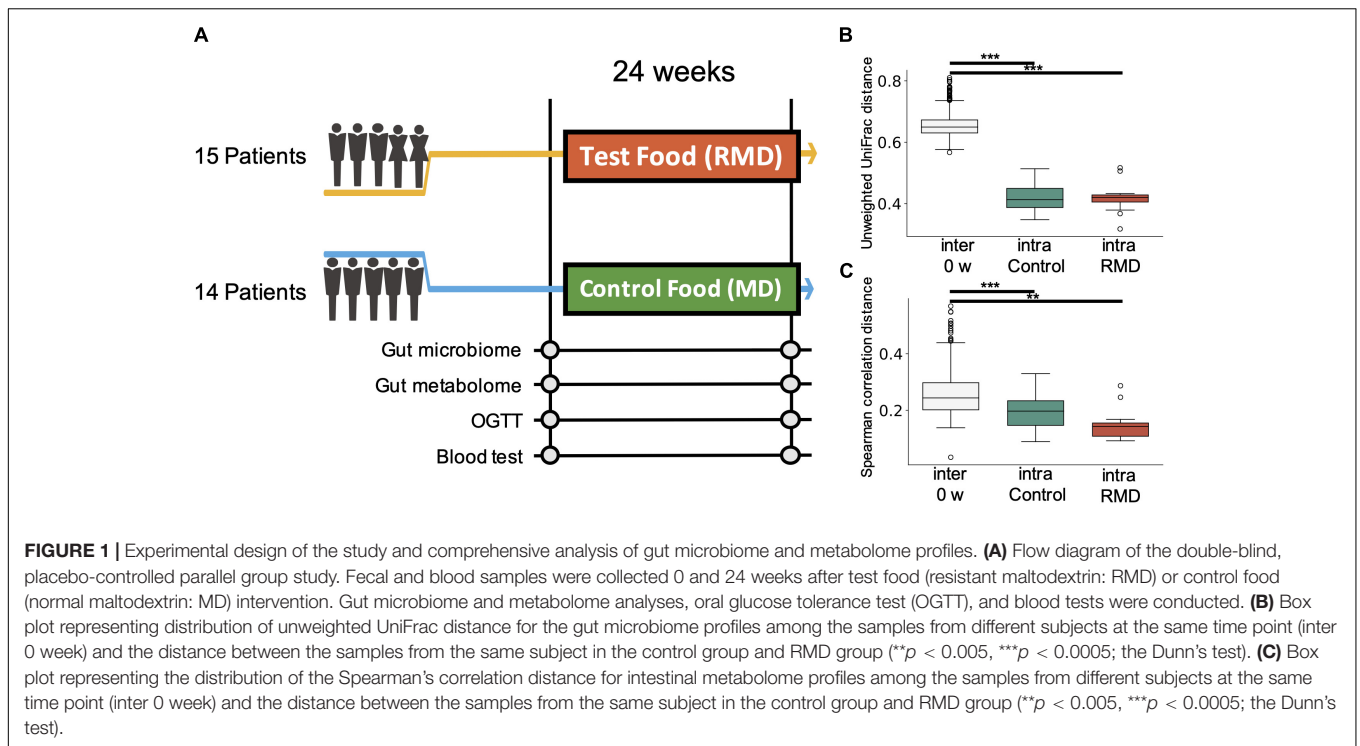 A
24 weeks
15 Patients
Test Food (RMD)
14 Patients
Control Food (MD)
Gut microbiome
Gut metabolome
OGTT
Blood test
B
***
***
Unweighted UniFrac distance
0.8
0.6
0.4
inter
0 w
intra
Control
intra
RMD
C
***
**
Spearman correlation distance
0.4
0.2
inter
0 w
intra
Control
intra
RMD
FIGURE 1 | Experimental design of the study and comprehensive analysis of gut microbiome and metabolome profiles. (A) Flow diagram of the double-blind,
placebo-controlled parallel group study. Fecal and blood samples were collected 0 and 24 weeks after test food (resistant maltodextrin: RMD) or control food
(normal maltodextrin: MD) intervention. Gut microbiome and metabolome analyses, oral glucose tolerance test (OGTT), and blood tests were conducted. (B) Box
plot representing distribution of unweighted UniFrac distance for the gut microbiome profiles among the samples from different subjects at the same time point (inter
0 week) and the distance between the samples from the same subject in the control group and RMD group (**p < 0.005, ***p < 0.0005; the Dunn's test). (C) Box
plot representing the distribution of the Spearman's correlation distance for intestinal metabolome profiles among the samples from different subjects at the same
time point (inter 0 week) and the distance between the samples from the same subject in the control group and RMD group (**p < 0.005, ***p < 0.0005; the Dunn's
test).